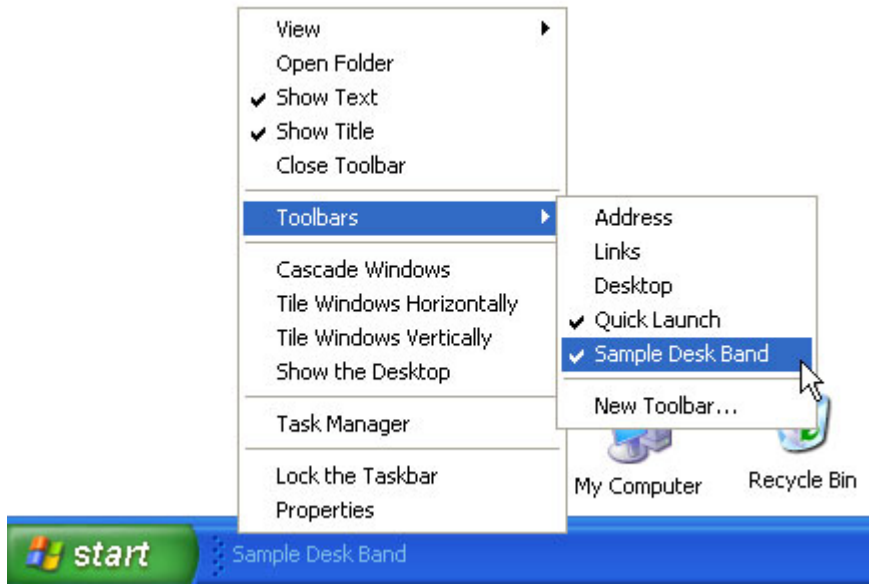 View
Open Folder
Show Text
Show Title
Close Toolbar
Toolbars
Cascade Windows
Tile Windows Horizontally
Tile Windows Vertically
Show the Desktop
Task Manager
Lock the Taskbar
Properties
Address
Links
Desktop
Quick Launch
Sample Desk Band
New Toolbar...
My Computer
Recycle Bin
start
Sample Desk Band